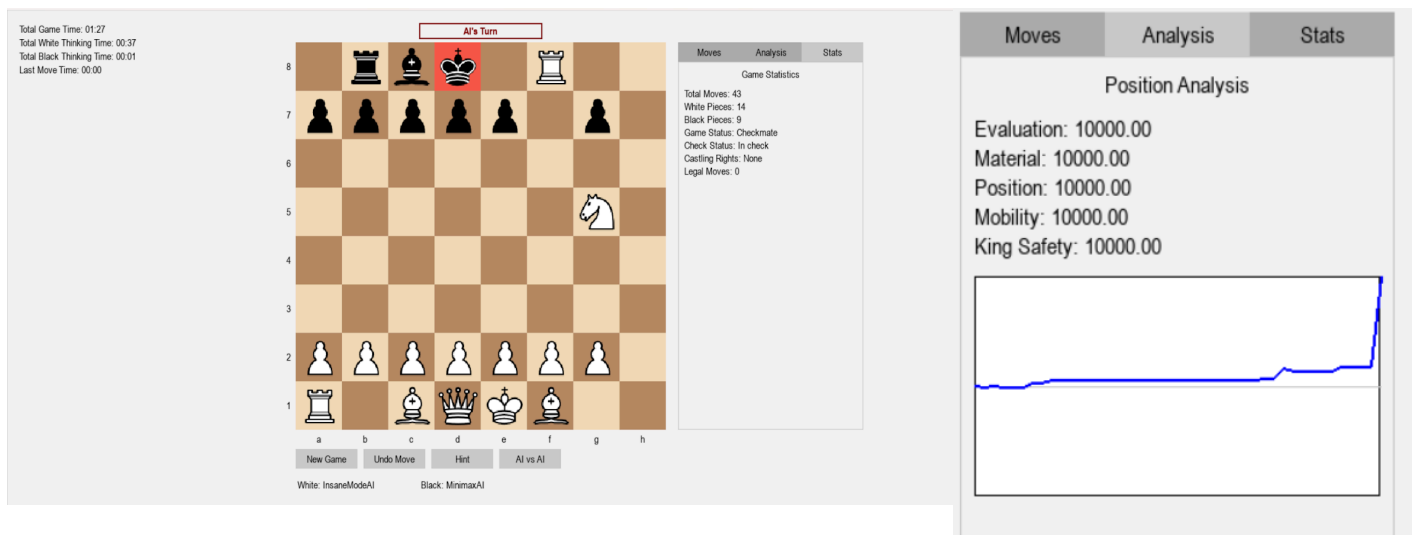 Total Game Time: 01:27
Total White Thinking Time: 00:37
Total Black Thinking Time: 00:01
Last Move Time: 00:00
AI's Turn
8
7
6
5
4
3
2
1
a b c d e f g h
New Game Undo Move Hint AI vs AI
White: InsaneModeAI Black: MinimaxAI
Moves Analysis Stats
Game Statistics
Total Moves: 43
White Pieces: 14
Black Pieces: 9
Game Status: Checkmate
Check Status: In check
Castling Rights: None
Legal Moves: 0
Moves Analysis Stats
Position Analysis
Evaluation: 10000.00
Material: 10000.00
Position: 10000.00
Mobility: 10000.00
King Safety: 10000.00